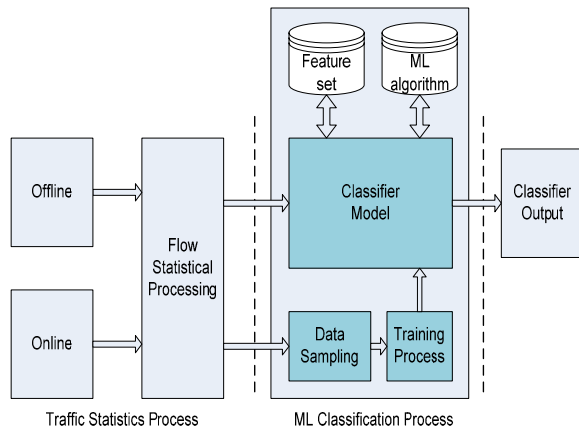 Feature
set
ML
algorithm
Offline
Flow
Statistical
Processing
Classifier
Model
Classifier
Output
Online
Data
Sampling
Training
Process
Traffic Statistics Process
ML Classification Process